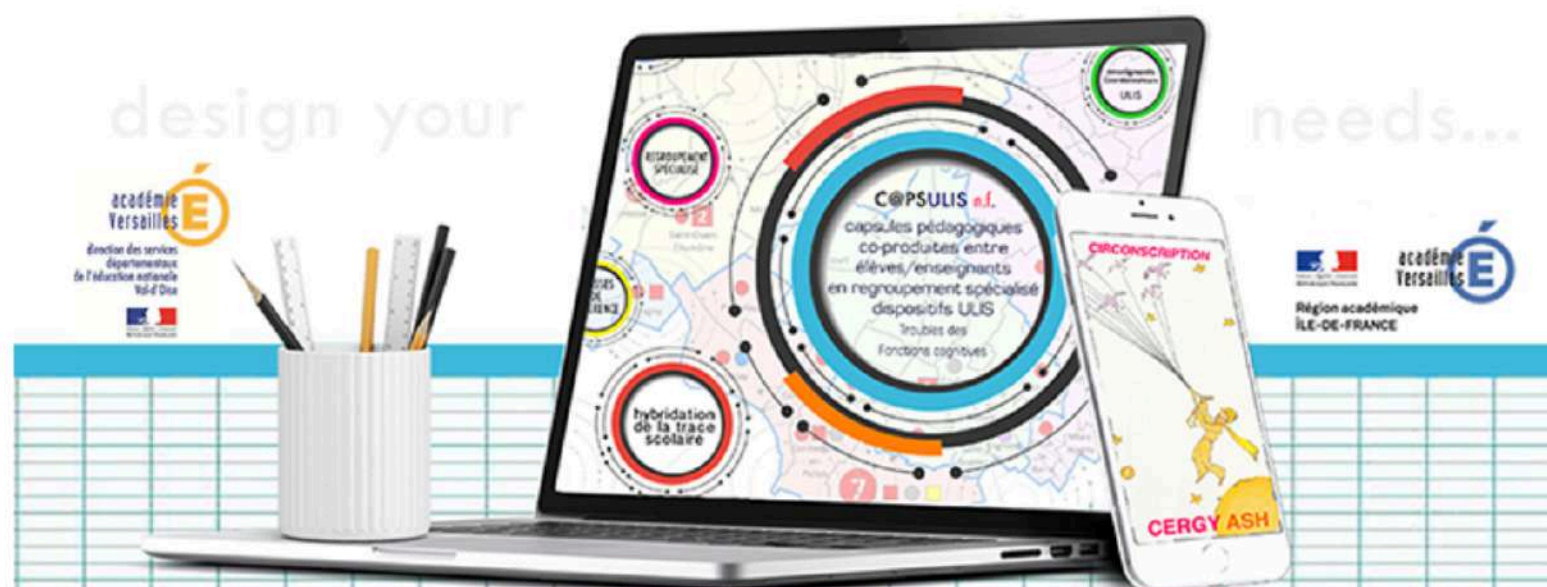 design your
needs...
académie
Versailles
direction des services
départementaux
de l'éducation nationale
Val-d'Oise
REGROUPEMENT
SPÉCIALISÉ
hybridation
de la trace
scolaire
C@PSULIS n.f.
capsules pédagogiques
co-produites entre
élèves/enseignants
en regroupement spécialisé
dispositifs ULIS
Troubles des
Fonctions cognitives
enseignants
Coordonnateurs
ULIS
CIRCONSCRIPTION
CERGY ASH
académie
Versailles
Région académique
ÎLE-DE-FRANCE